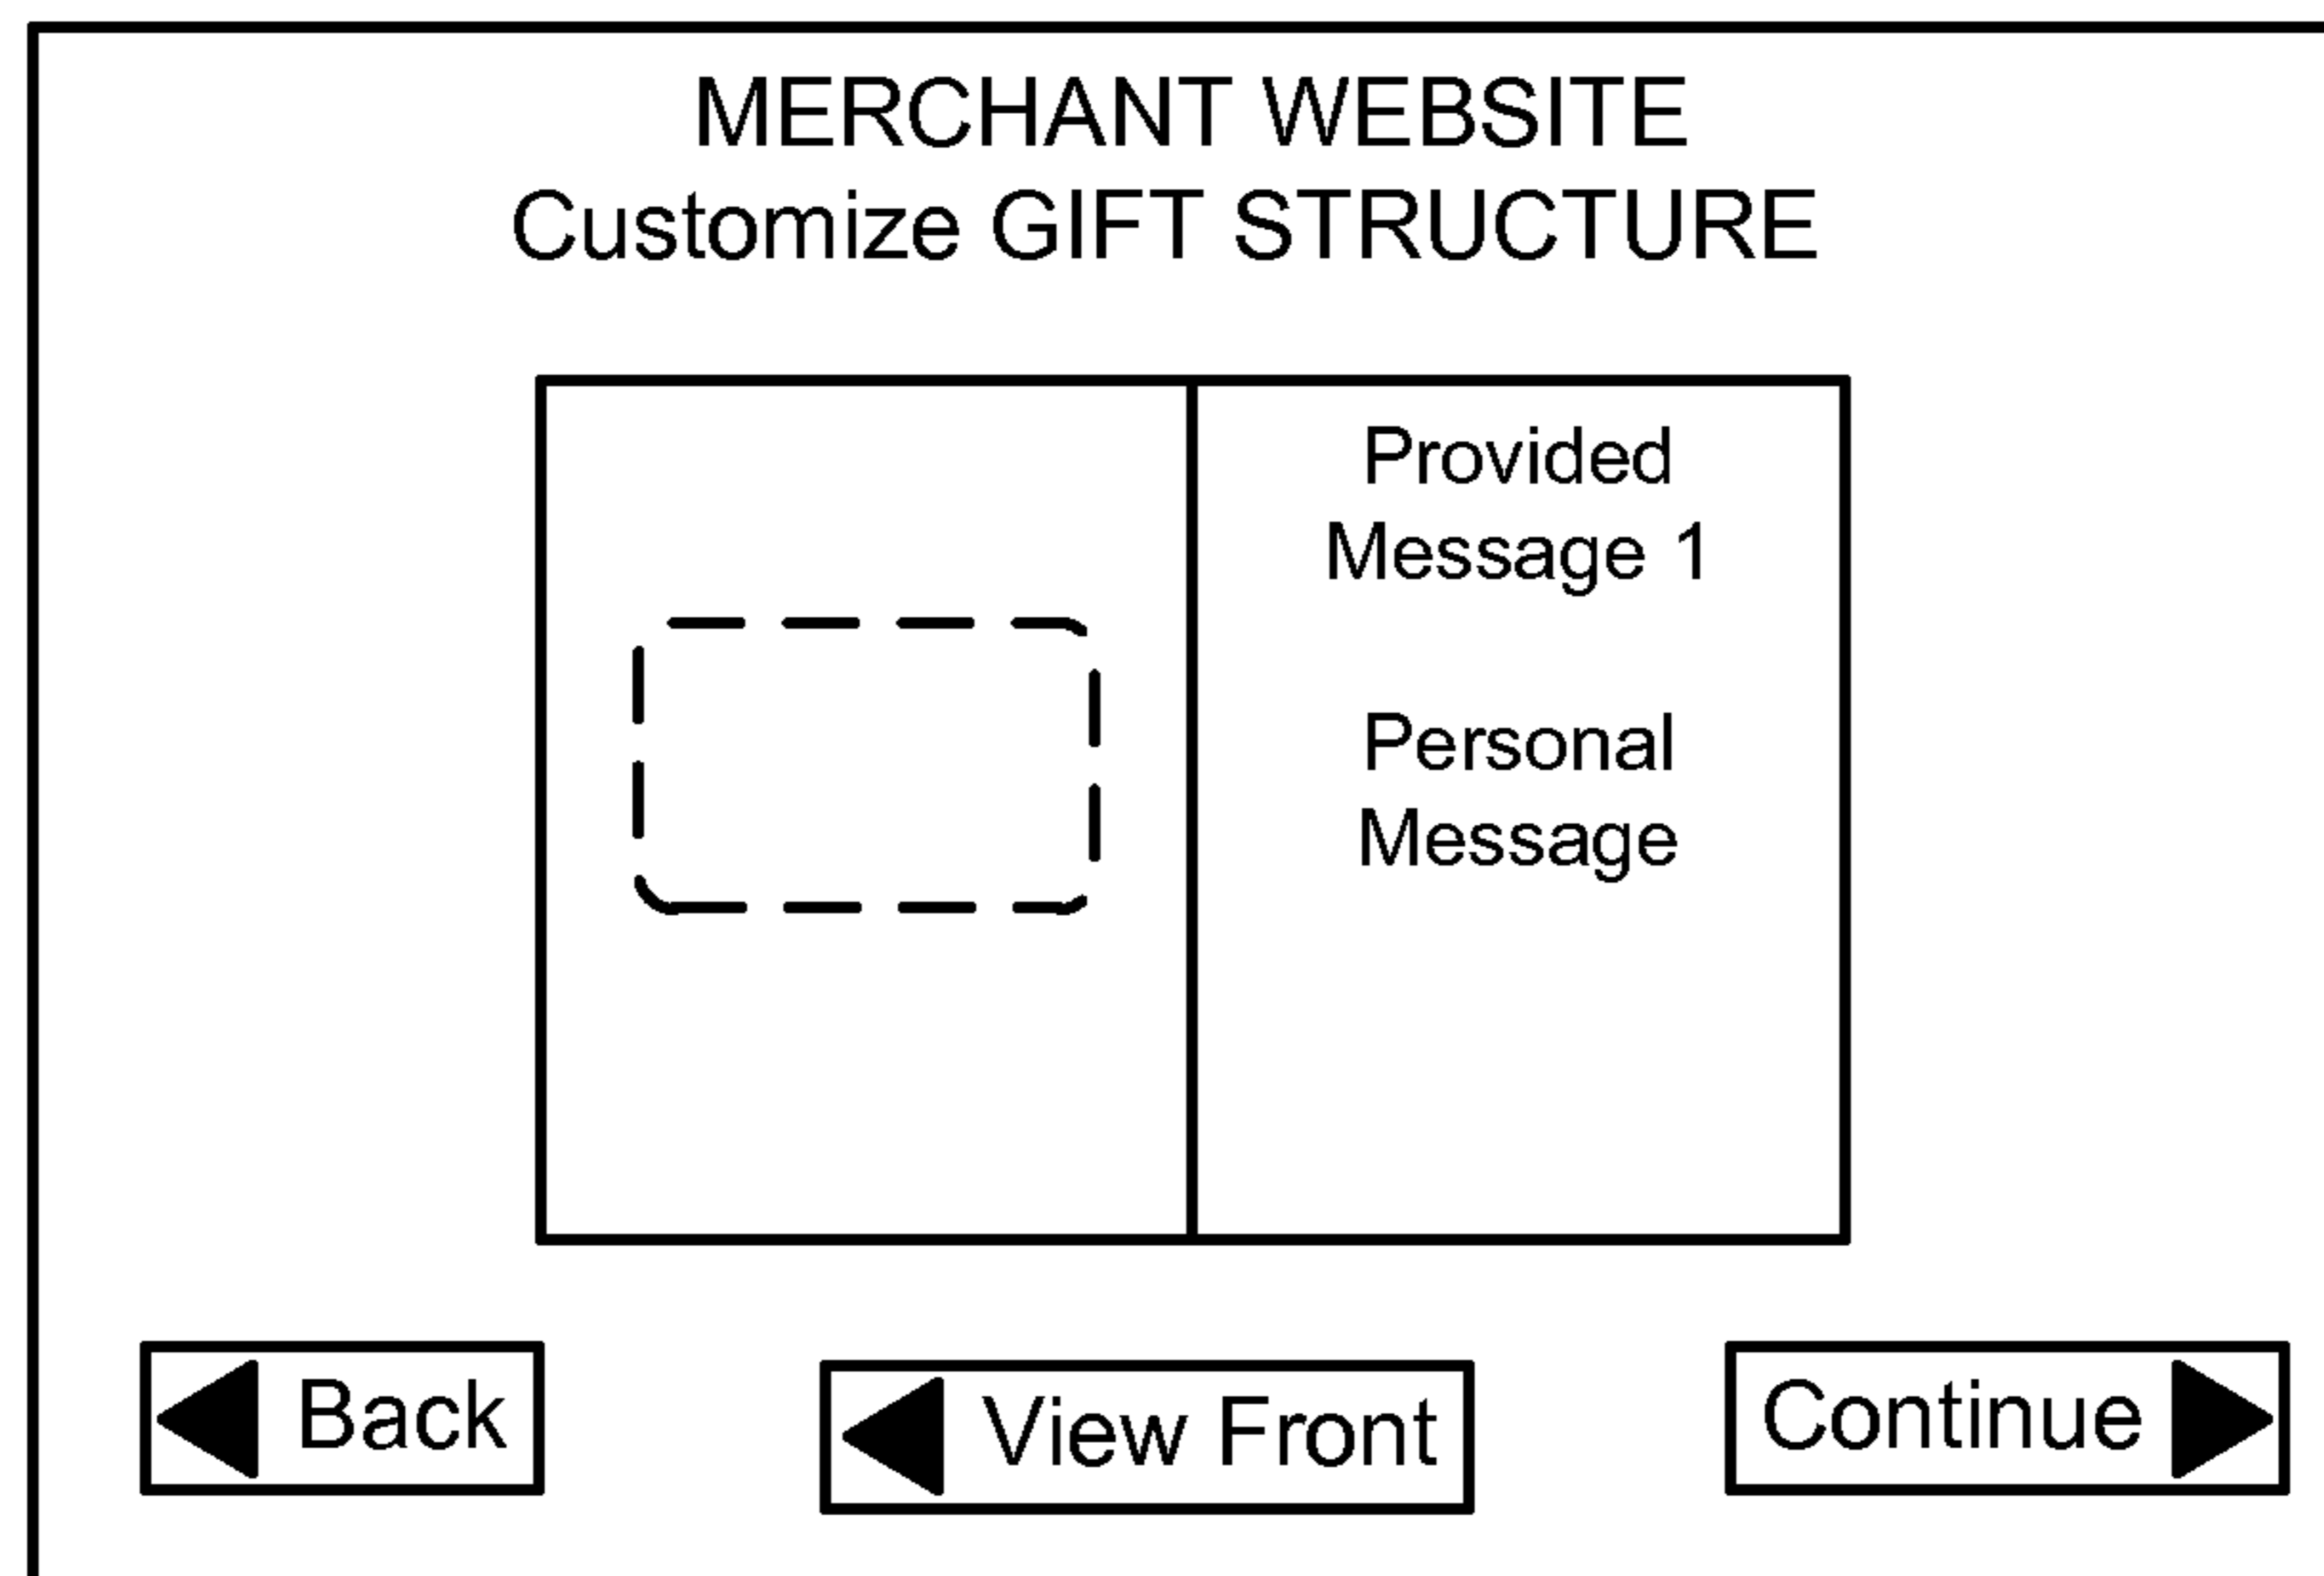 MERCHANT WEBSITE
Customize GIFT STRUCTURE
Provided
Message 1
Personal
Message
Back
View Front
Continue